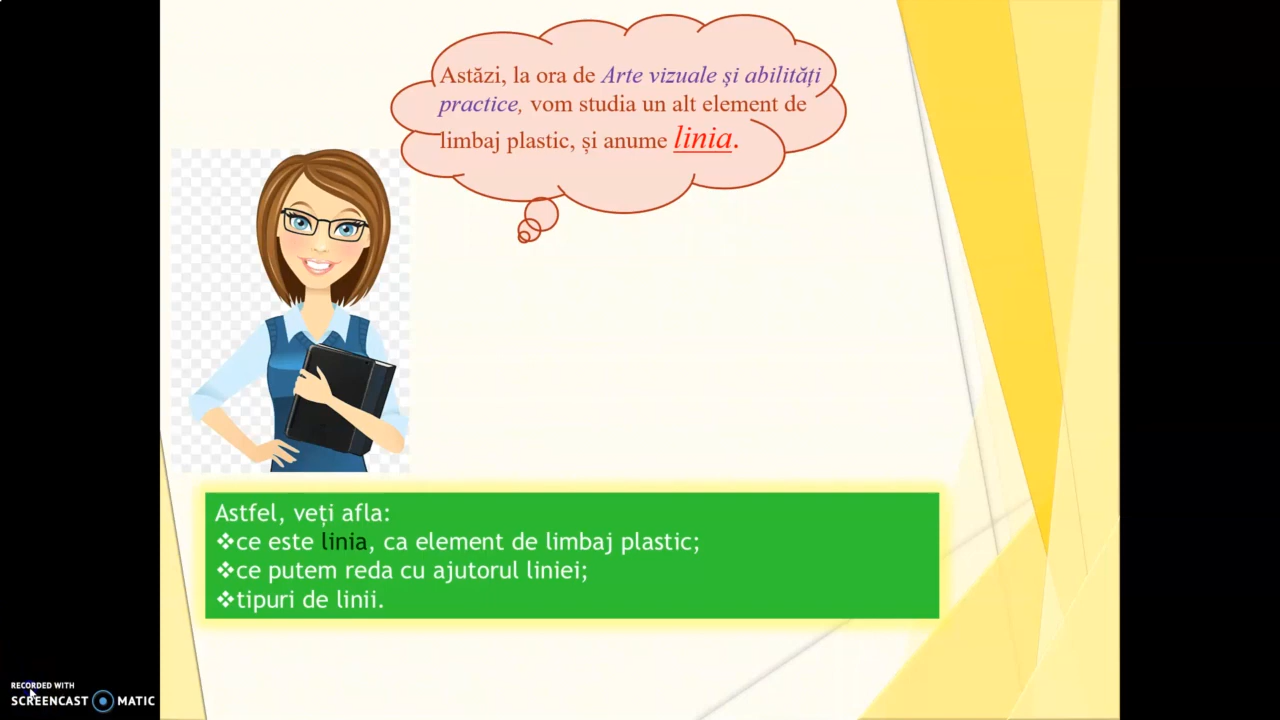 Astăzi, la ora de Arte vizuale și abilități
practice, vom studia un alt element de
limbaj plastic, și anume linia.
Astfel, veți afla:
❖ce este linia, ca element de limbaj plastic;
❖ce putem reda cu ajutorul liniei;
❖tipuri de linii.
RECORDED WITH
SCREENCAST MATIC